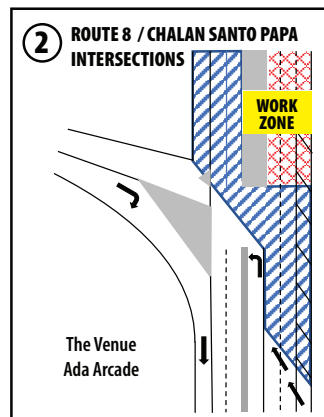 2
ROUTE 8 / CHALAN SANTO PAPA
INTERSECTIONS
WORK
ZONE
The Venue
Ada Arcade